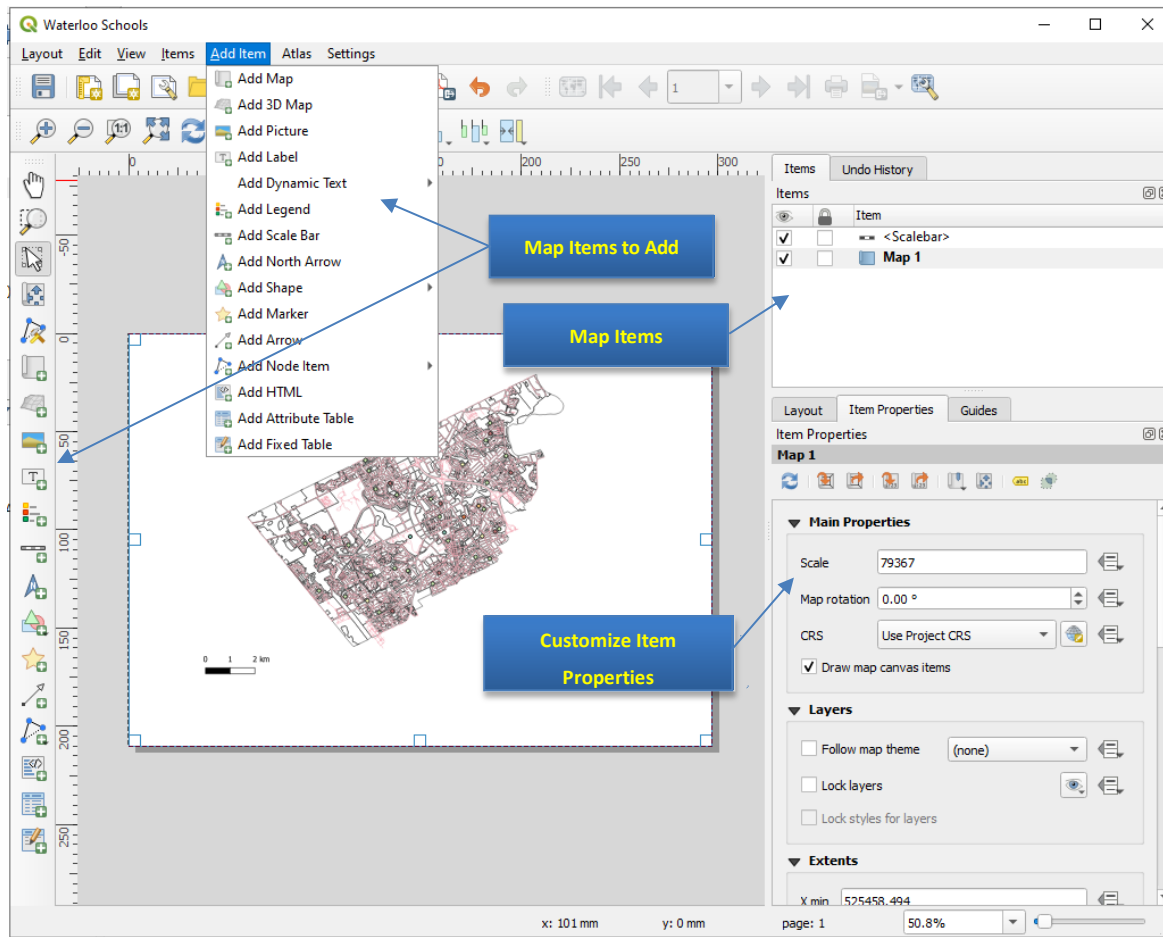 Waterloo Schools
Layout Edit View Items Add Item Atlas Settings
Add Map
Add 3D Map
Add Picture
Add Label
Add Dynamic Text
Add Legend
Add Scale Bar
Add North Arrow
Add Shape
Add Marker
Add Arrow
Add Node Item
Add HTML
Add Attribute Table
Add Fixed Table
1
1:1
0 200 250 300
-50
0
50
100
150
200
250
Map Items to Add
Map Items
Customize Item
Properties
0 1 2 km
Items Undo History
Items
Item
<Scalebar>
Map 1
Layout Item Properties Guides
Item Properties
Map 1
abc
Main Properties
Scale 79367
Map rotation 0.00 °
CRS Use Project CRS
Draw map canvas items
Layers
Follow map theme (none)
Lock layers
Lock styles for layers
Extents
X min 525458.494
x: 101 mm y: 0 mm page: 1 50.8%